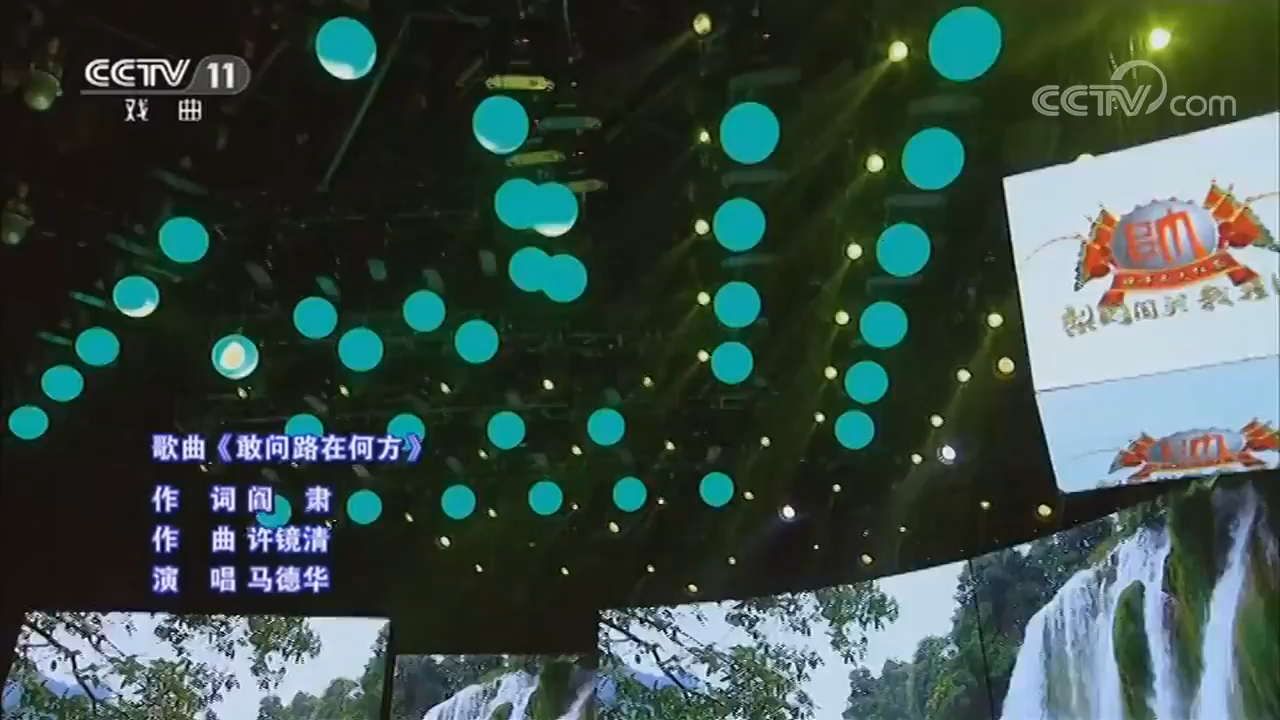 CCTV 11
戏 曲
CCTV.com
歌曲《敢问路在何方》
作 词 阎 肃
作 曲 许镜清
演 唱 马德华